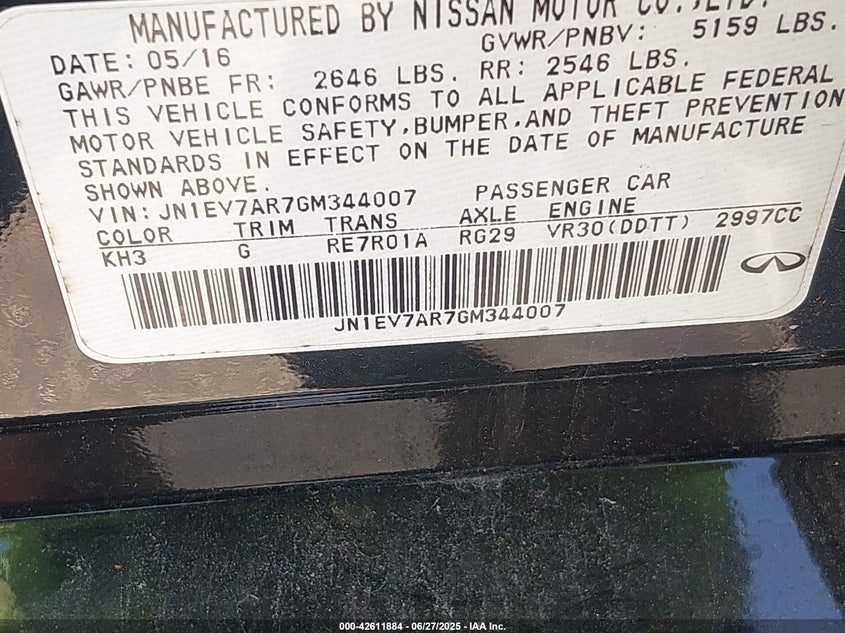 MANUFACTURED BY NISSAN MOTOR CO.,LTD.
DATE: 05/16 GVWR/PNBV: 5159 LBS.
GAWR/PNBE FR: 2646 LBS. RR: 2546 LBS.
THIS VEHICLE CONFORMS TO ALL APPLICABLE FEDERAL
MOTOR VEHICLE SAFETY,BUMPER,AND THEFT PREVENTION
STANDARDS IN EFFECT ON THE DATE OF MANUFACTURE
SHOWN ABOVE.
VIN: JN1EV7AR7GM344007 PASSENGER CAR
COLOR TRIM TRANS AXLE ENGINE
KH3 G RE7R01A RG29 VR30(DDTT) 2997CC
JN1EV7AR7GM344007
000-42611884 - 06/27/2025 - IAA Inc.